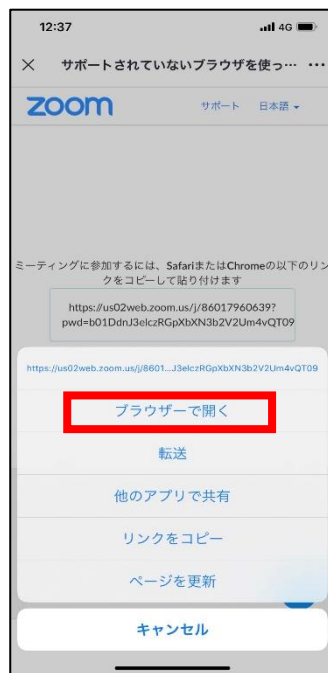 12:37
4G
× サポートされていないブラウザを使っ… …
zoom
サポート 日本語
ミーティングに参加するには、SafariまたはChromeの以下のリン
クをコピーして貼り付けます
https://us02web.zoom.us/j/86017960639?
pwd=b01DdnJ3elczRGpXbXN3b2V2Um4vQT09
https://us02web.zoom.us/j/8601...J3elczRGpXbXN3b2V2Um4vQT09
ブラウザーで開く
転送
他のアプリで共有
リンクをコピー
ページを更新
キャンセル